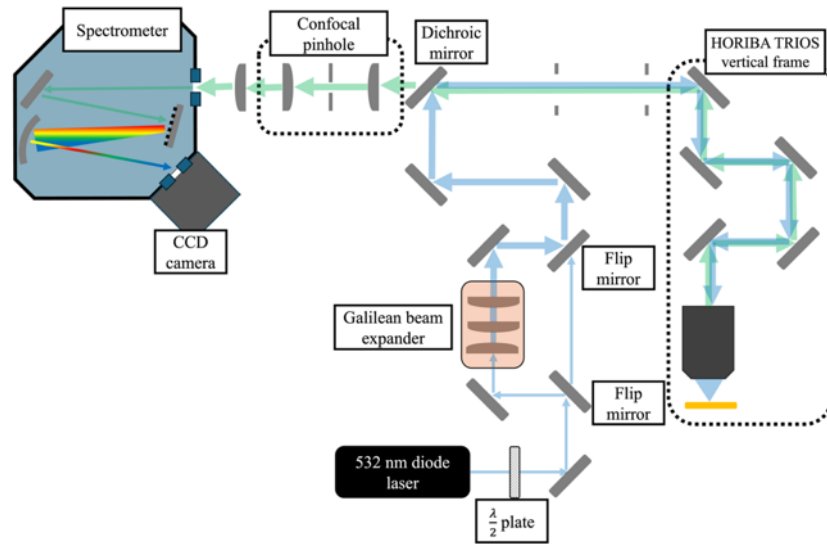 Spectrometer
Confocal
pinhole
Dichroic
mirror
HORIBA TRIOS
vertical frame
CCD
camera
Flip
mirror
Galilean beam
expander
Flip
mirror
532 nm diode
laser
λ/2 plate